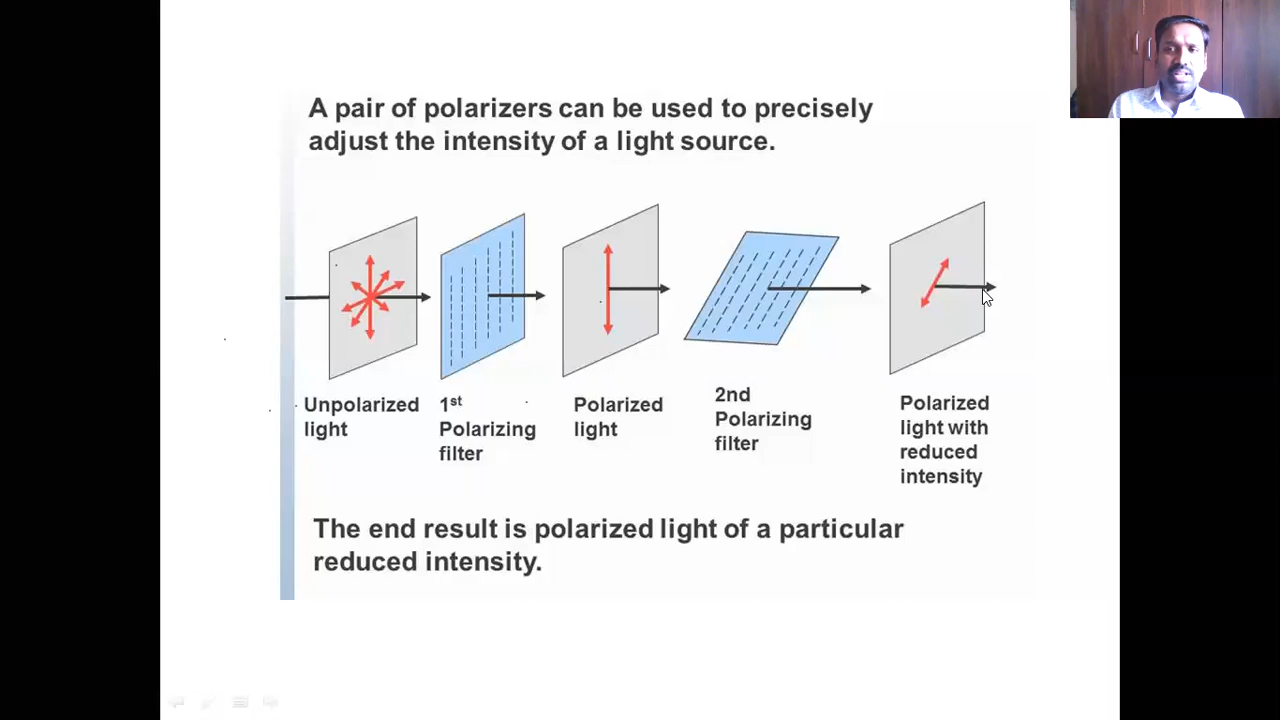 A pair of polarizers can be used to precisely
adjust the intensity of a light source.
Unpolarized
light
1st
Polarizing
filter
Polarized
light
2nd
Polarizing
filter
Polarized
light with
reduced
intensity
The end result is polarized light of a particular
reduced intensity.